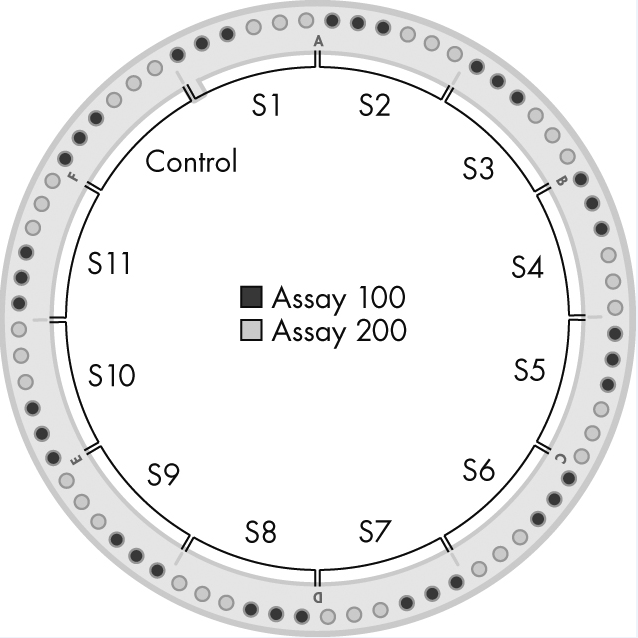 A
S1
S2
S3
B
S4
S5
C
S6
S7
D
S8
S9
E
S10
S11
F
Control
Assay 100
Assay 200